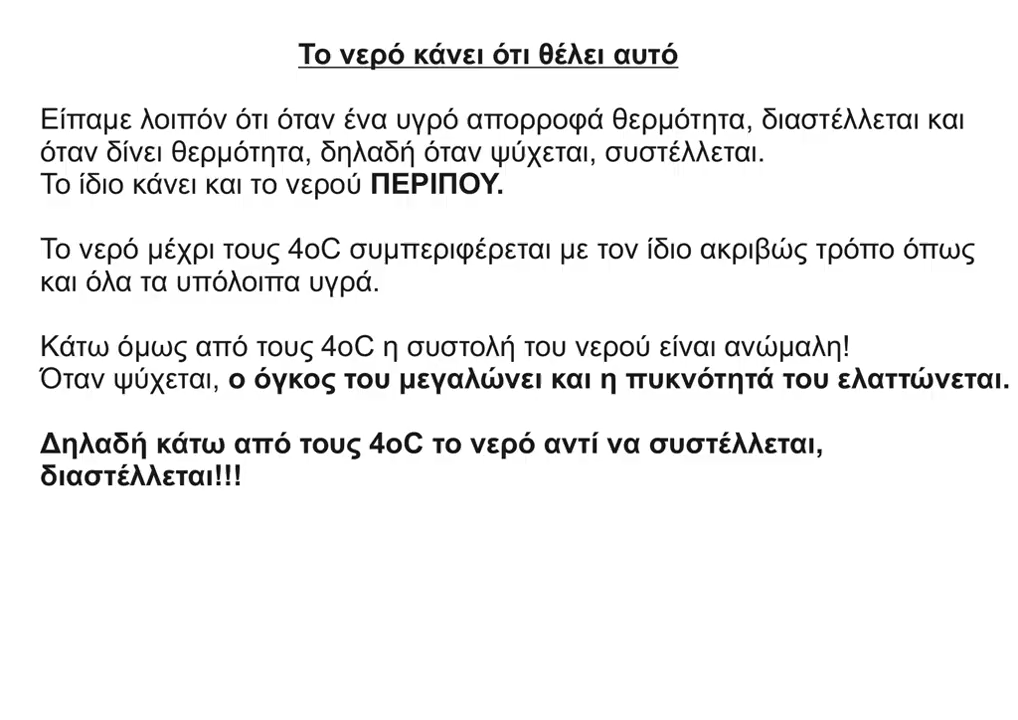 Το νερό κάνει ότι θέλει αυτό
Είπαμε λοιπόν ότι όταν ένα υγρό απορροφά θερμότητα, διαστέλλεται και
όταν δίνει θερμότητα, δηλαδή όταν ψύχεται, συστέλλεται.
Το ίδιο κάνει και το νερού ΠΕΡΙΠΟΥ.
Το νερό μέχρι τους 4οC συμπεριφέρεται με τον ίδιο ακριβώς τρόπο όπως
και όλα τα υπόλοιπα υγρά.
Κάτω όμως από τους 4οC η συστολή του νερού είναι ανώμαλη!
Όταν ψύχεται, ο όγκος του μεγαλώνει και η πυκνότητά του ελαττώνεται.
Δηλαδή κάτω από τους 4οC το νερό αντί να συστέλλεται,
διαστέλλεται!!!